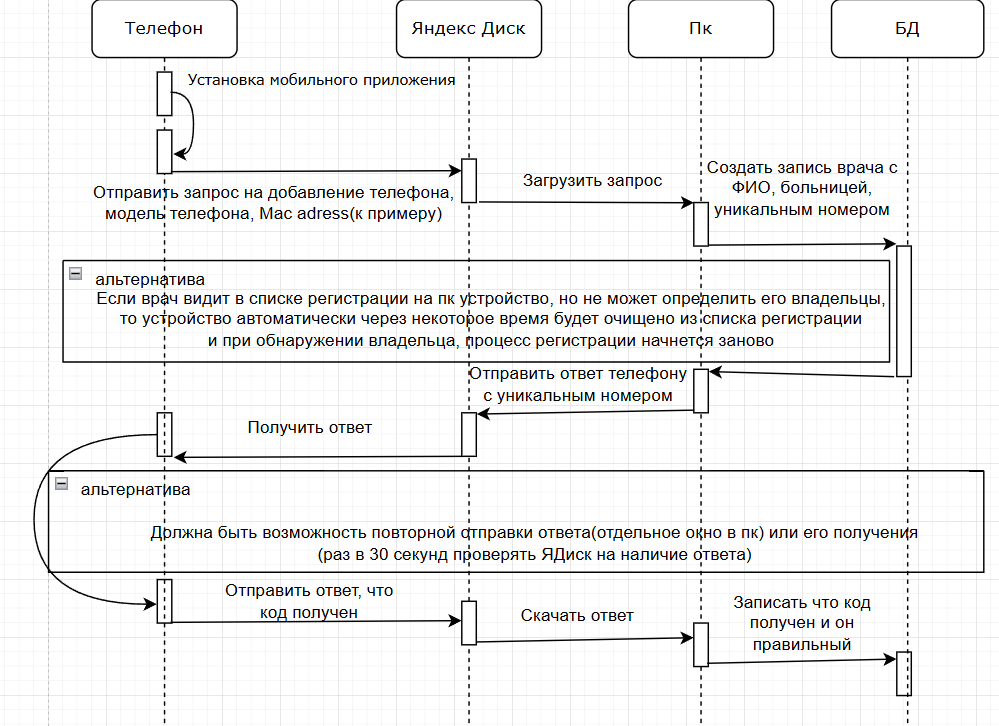 Телефон
Яндекс Диск
Пк
БД
Установка мобильного приложения
Отправить запрос на добавление телефона,
модель телефона, Mac adress(к примеру)
Загрузить запрос
Создать запись врача с
ФИО, больницей,
уникальным номером
альтернатива
Если врач видит в списке регистрации на пк устройство, но не может определить его владельцы,
то устройство автоматически через некоторое время будет очищено из списка регистрации
и при обнаружении владельца, процесс регистрации начнется заново
Отправить ответ телефону
с уникальным номером
Получить ответ
альтернатива
Должна быть возможность повторной отправки ответа(отдельное окно в пк) или его получения
(раз в 30 секунд проверять ЯДиск на наличие ответа)
Отправить ответ, что
код получен
Скачать ответ
Записать что код
получен и он
правильный